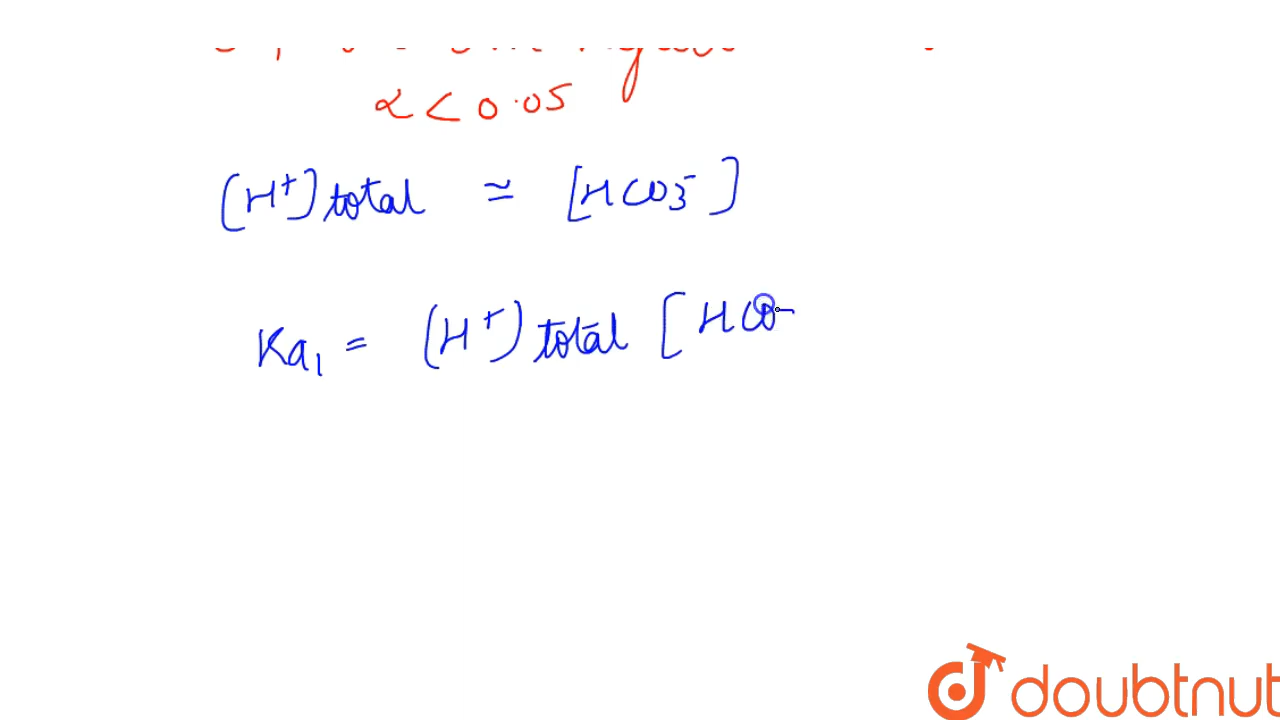 α < 0.05
(H⁺) total ≃ [HCO₃⁻]
Ka₁ = (H⁺) total [HCO
doubtnut